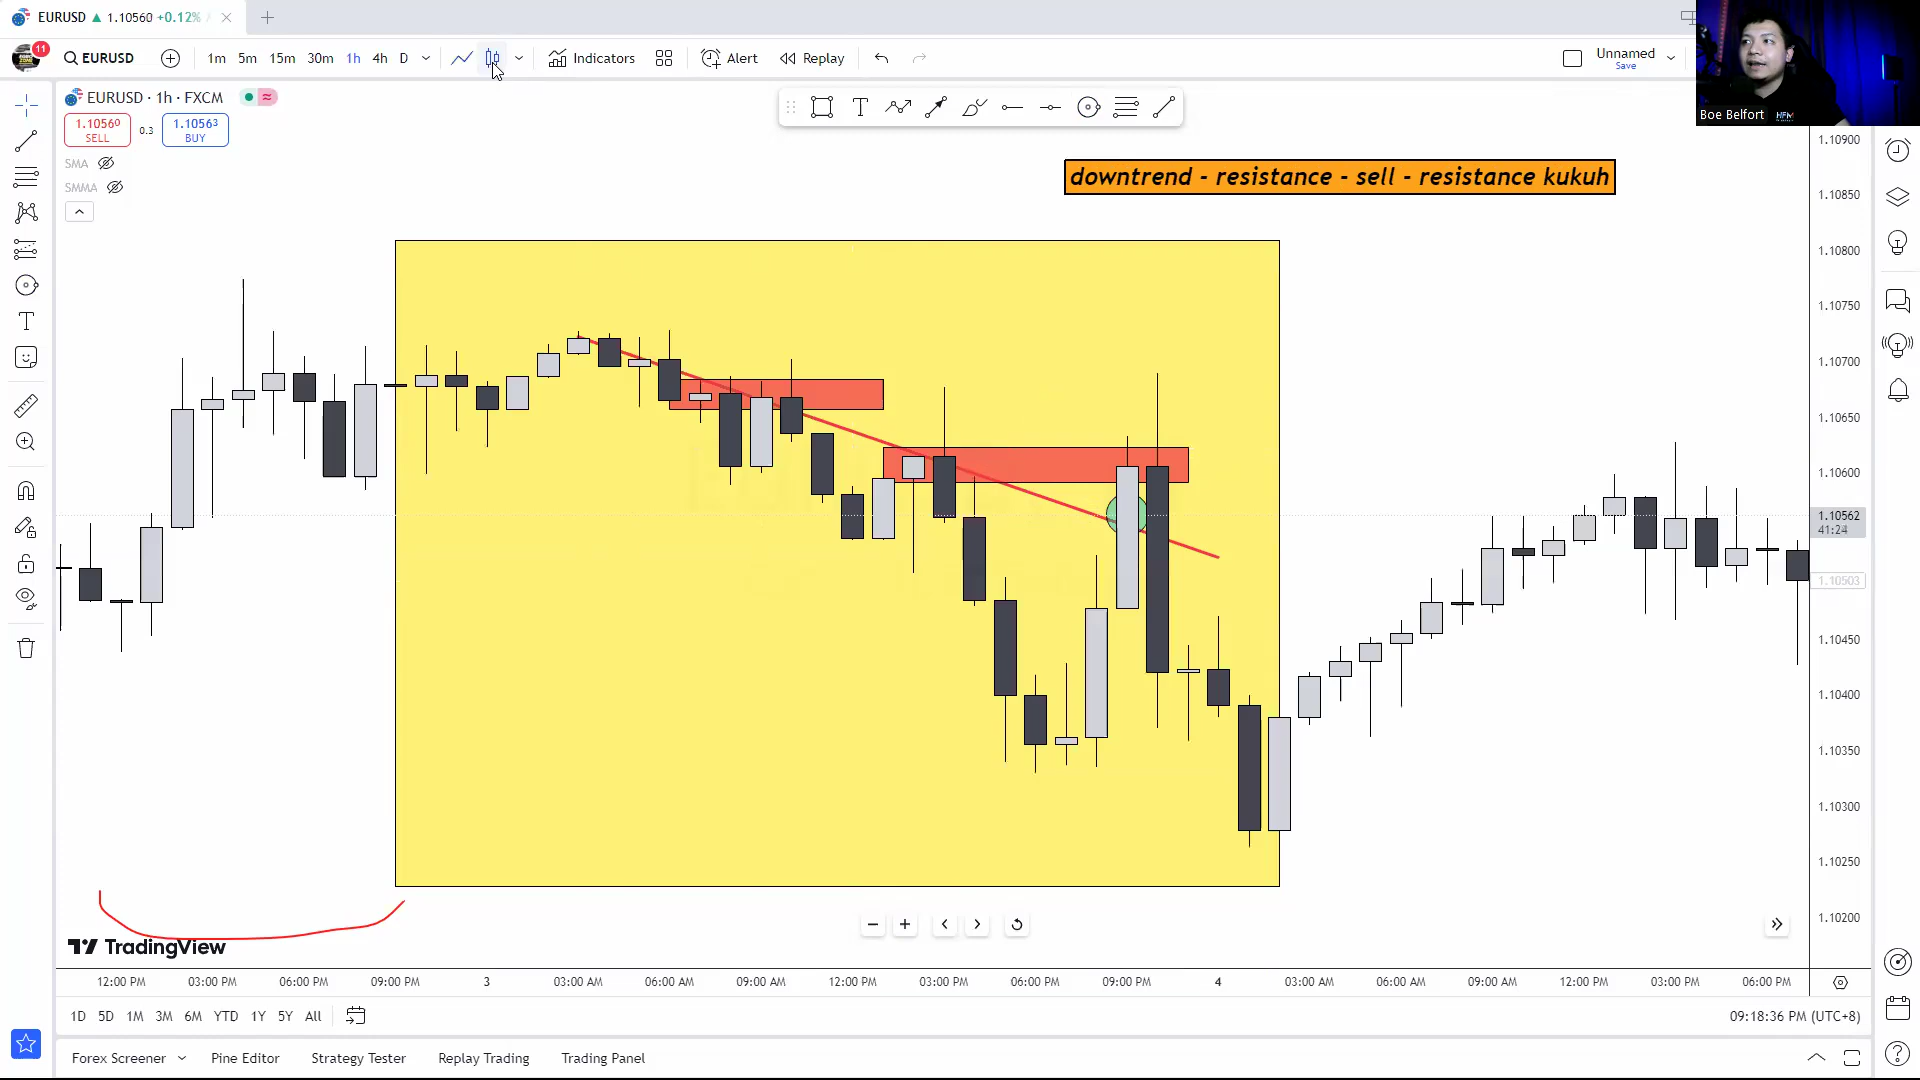 EURUSD 1.10560 +0.12% /
11
EURUSD 1m 5m 15m 30m 1h 4h D Indicators Alert Replay Unnamed
Save
Boe Belfort HFM
EURUSD · 1h · FXCM
1.10560 SELL
0.3
1.10563 BUY
SMA
SMMA
downtrend - resistance - sell - resistance kukuh
1.10900
1.10850
1.10800
1.10750
1.10700
1.10650
1.10600
1.10562
41:24
1.10503
1.10450
1.10400
1.10350
1.10300
1.10250
1.10200
TradingView
12:00 PM 03:00 PM 06:00 PM 09:00 PM 3 03:00 AM 06:00 AM 09:00 AM 12:00 PM 03:00 PM 06:00 PM 09:00 PM 4 03:00 AM 06:00 AM 09:00 AM 12:00 PM 03:00 PM 06:00 PM
1D 5D 1M 3M 6M YTD 1Y 5Y All 09:18:36 PM (UTC+8)
Forex Screener Pine Editor Strategy Tester Replay Trading Trading Panel